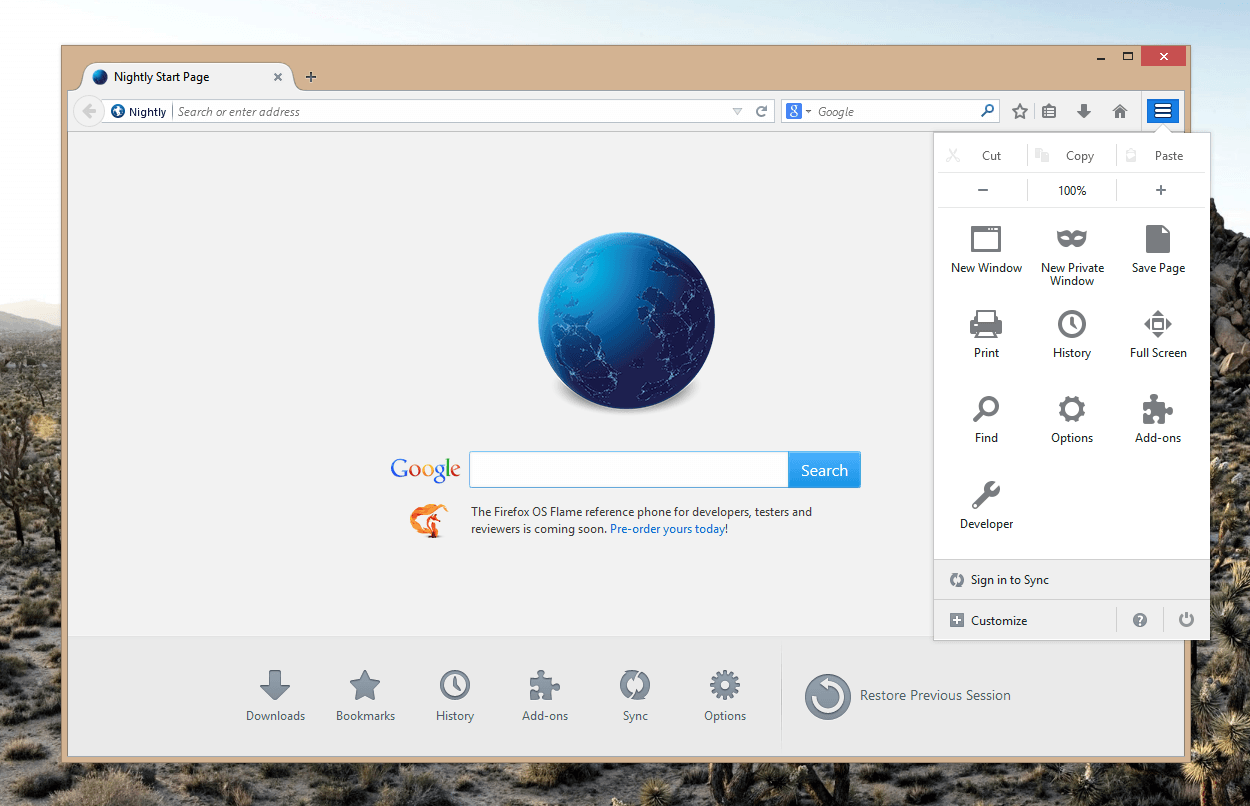 Nightly Start Page
Nightly
Search or enter address
8
Google
Cut
Copy
Paste
100%
New Window
New Private
Window
Save Page
Print
History
Full Screen
Find
Options
Add-ons
Developer
Sign in to Sync
Customize
?
Google
Search
The Firefox OS Flame reference phone for developers, testers and
reviewers is coming soon. Pre-order yours today!
Downloads
Bookmarks
History
Add-ons
Sync
Options
Restore Previous Session